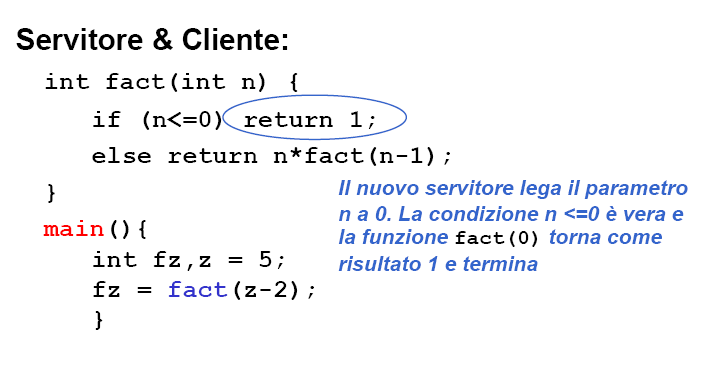 Servitore & Cliente:
int fact(int n) {
if (n<=0) return 1;
else return n*fact(n-1);
}
Il nuovo servitore lega il parametro
n a 0. La condizione n <=0 è vera e
la funzione fact(0) torna come
risultato 1 e termina
main(){
int fz,z = 5;
fz = fact(z-2);
}